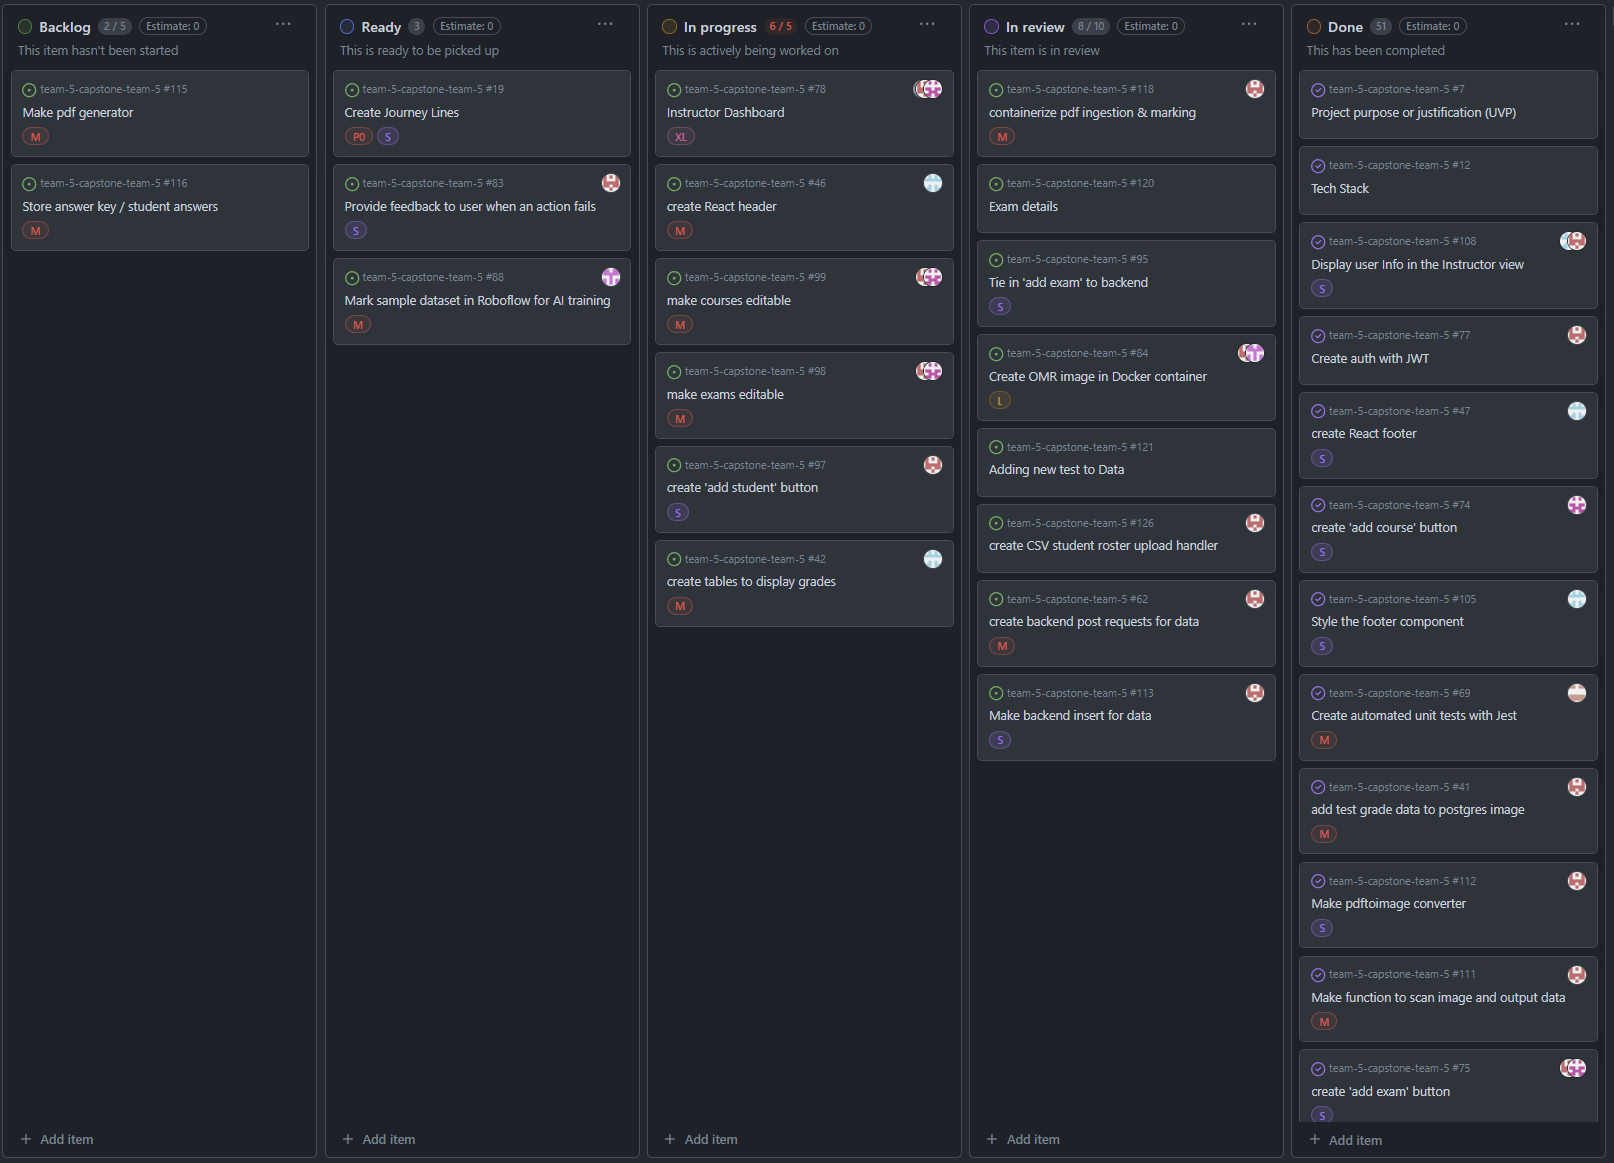 Backlog 2 / 5 Estimate: 0 ...
This item hasn't been started
team-5-capstone-team-5 #115
Make pdf generator
M
team-5-capstone-team-5 #116
Store answer key / student answers
M
+ Add item
Ready 3 Estimate: 0 ...
This is ready to be picked up
team-5-capstone-team-5 #19
Create Journey Lines
P0 S
team-5-capstone-team-5 #83
Provide feedback to user when an action fails
S
team-5-capstone-team-5 #88
Mark sample dataset in Roboflow for AI training
M
+ Add item
In progress 6 / 5 Estimate: 0 ...
This is actively being worked on
team-5-capstone-team-5 #78
Instructor Dashboard
XL
team-5-capstone-team-5 #46
create React header
M
team-5-capstone-team-5 #99
make courses editable
M
team-5-capstone-team-5 #98
make exams editable
M
team-5-capstone-team-5 #97
create 'add student' button
S
team-5-capstone-team-5 #42
create tables to display grades
M
+ Add item
In review 8 / 10 Estimate: 0 ...
This item is in review
team-5-capstone-team-5 #118
containerize pdf ingestion & marking
M
team-5-capstone-team-5 #120
Exam details
team-5-capstone-team-5 #95
Tie in 'add exam' to backend
S
team-5-capstone-team-5 #84
Create OMR image in Docker container
L
team-5-capstone-team-5 #121
Adding new test to Data
team-5-capstone-team-5 #126
create CSV student roster upload handler
team-5-capstone-team-5 #62
create backend post requests for data
M
team-5-capstone-team-5 #113
Make backend insert for data
S
+ Add item
Done 51 Estimate: 0 ...
This has been completed
team-5-capstone-team-5 #7
Project purpose or justification (UVP)
team-5-capstone-team-5 #12
Tech Stack
team-5-capstone-team-5 #108
Display user Info in the Instructor view
S
team-5-capstone-team-5 #77
Create auth with JWT
team-5-capstone-team-5 #47
create React footer
S
team-5-capstone-team-5 #74
create 'add course' button
S
team-5-capstone-team-5 #105
Style the footer component
S
team-5-capstone-team-5 #69
Create automated unit tests with Jest
M
team-5-capstone-team-5 #41
add test grade data to postgres image
M
team-5-capstone-team-5 #112
Make pdftoimage converter
S
team-5-capstone-team-5 #111
Make function to scan image and output data
M
team-5-capstone-team-5 #75
create 'add exam' button
S
+ Add item